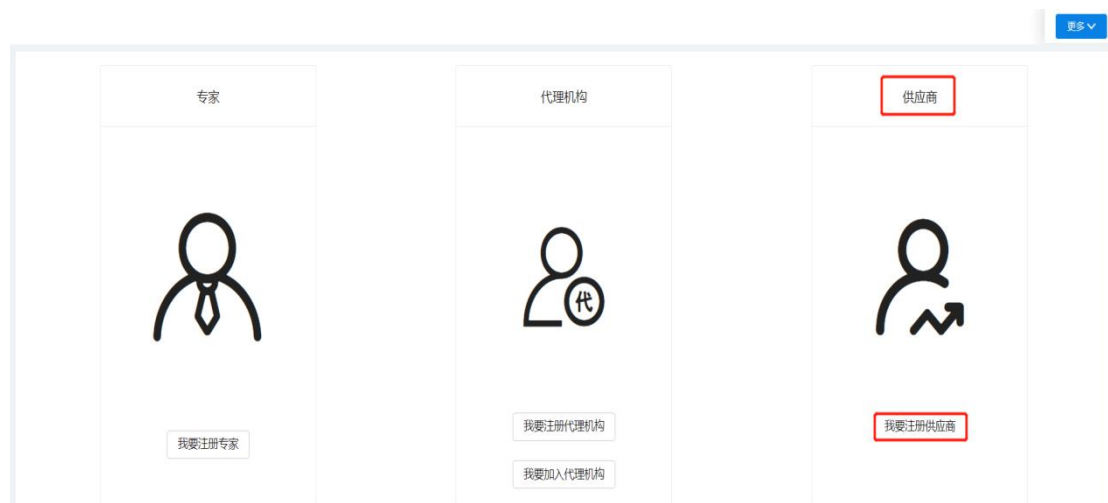 更多
专家
代理机构
供应商
代
我要注册专家
我要注册代理机构
我要加入代理机构
我要注册供应商